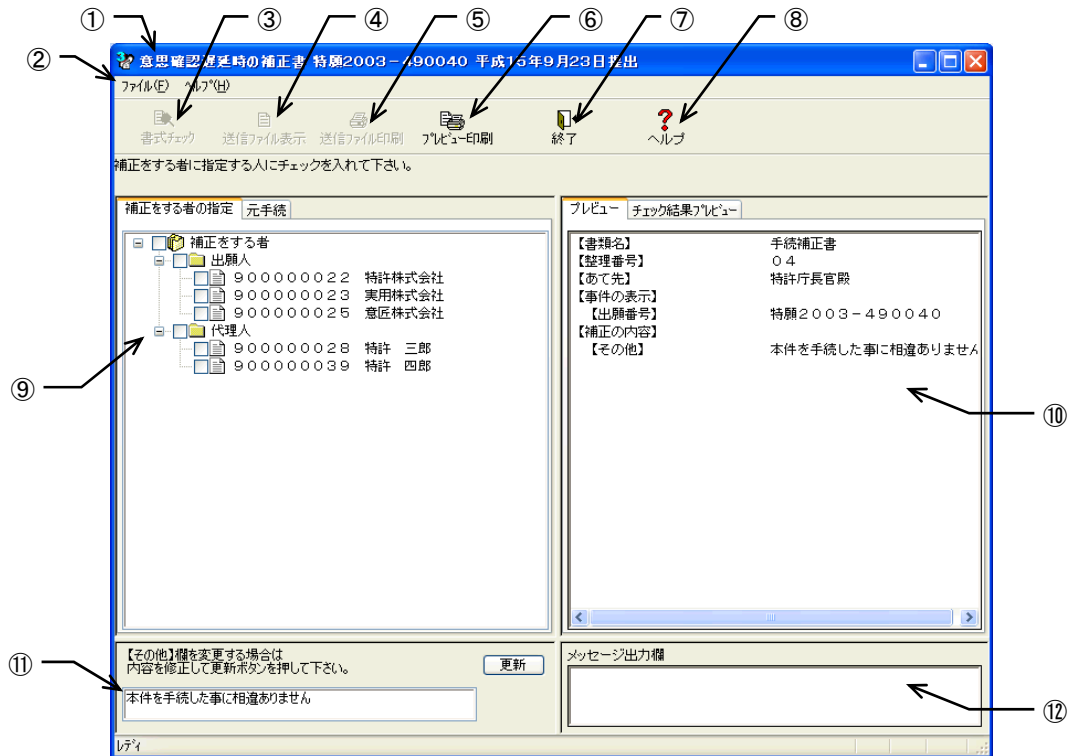 ① ③ ④ ⑤ ⑥ ⑦ ⑧
②
意思確認遅延時の補正書 特願2003-490040 平成15年9月23日提出
ﾌｧｲﾙ(F) ﾍﾙﾌﾟ(H)
書式ﾁｪｯｸ 送信ﾌｧｲﾙ表示 送信ﾌｧｲﾙ印刷 ﾌﾟﾚﾋﾞｭｰ印刷 終了 ヘルプ
補正をする者に指定する人にチェックを入れて下さい。
補正をする者の指定 元手続
補正をする者
出願人
９０００００022 特許株式会社
９０００００023 実用株式会社
９０００００025 意匠株式会社
代理人
９０００００028 特許 三郎
９０００００039 特許 四郎
⑨
プレビュー ﾁｪｯｸ結果ﾌﾟﾚﾋﾞｭｰ
【書類名】 手続補正書
【整理番号】 ０４
【あて先】 特許庁長官殿
【事件の表示】
【出願番号】 特願２００３－４９００４０
【補正の内容】
【その他】 本件を手続した事に相違ありません
⑩
⑪
【その他】欄を変更する場合は
内容を修正して更新ボタンを押して下さい。
更新
本件を手続した事に相違ありません
メッセージ出力欄
⑫
ﾚﾃﾞｨ